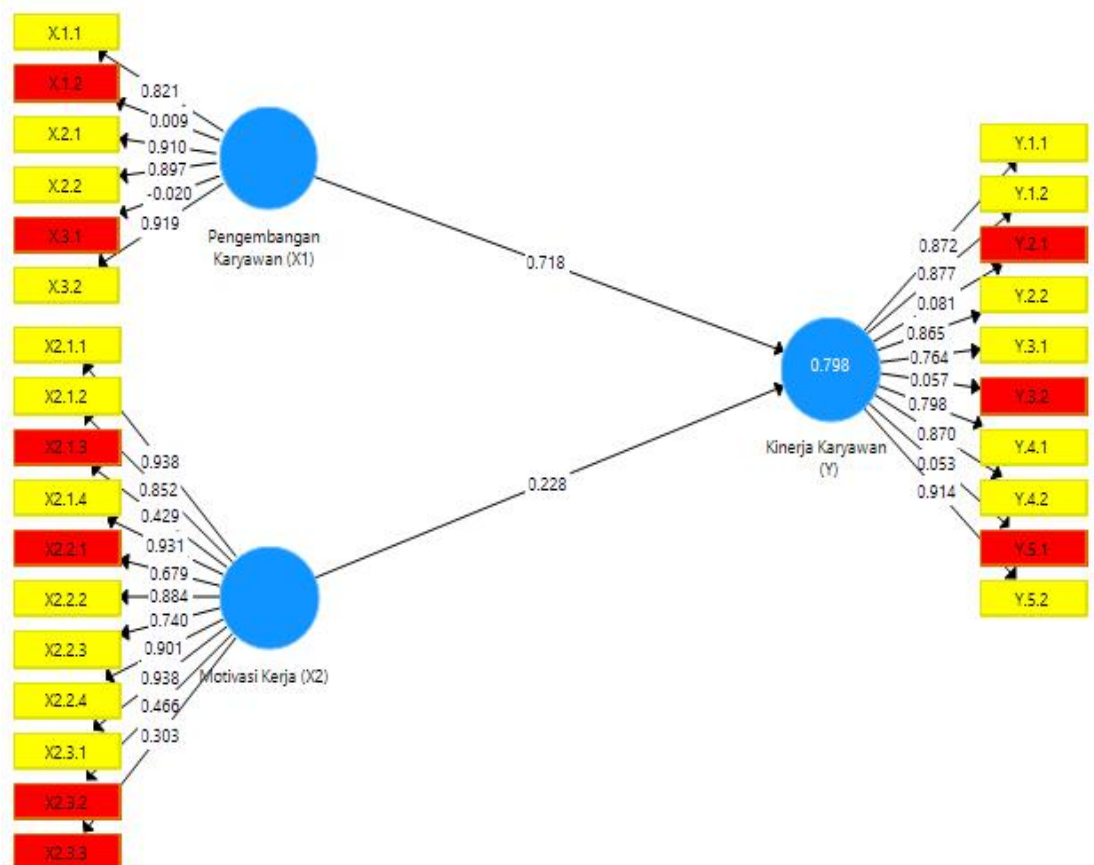 X.1.1
X.1.2
X.2.1
X.2.2
X.3.1
X.3.2
0.821
0.009
0.910
0.897
-0.020
0.919
Pengembangan
Karyawan (X1)
0.718
X2.1.1
X2.1.2
X2.1.3
X2.1.4
X2.2.1
X2.2.2
X2.2.3
X2.2.4
X2.3.1
X2.3.2
X2.3.3
0.938
0.852
0.429
0.931
0.679
0.884
0.740
0.901
0.938
0.466
0.303
Motivasi Kerja (X2)
0.228
0.798
Kinerja Karyawan
(Y)
0.872
0.877
0.081
0.865
0.764
0.057
0.798
0.870
0.053
0.914
Y.1.1
Y.1.2
Y.2.1
Y.2.2
Y.3.1
Y.3.2
Y.4.1
Y.4.2
Y.5.1
Y.5.2